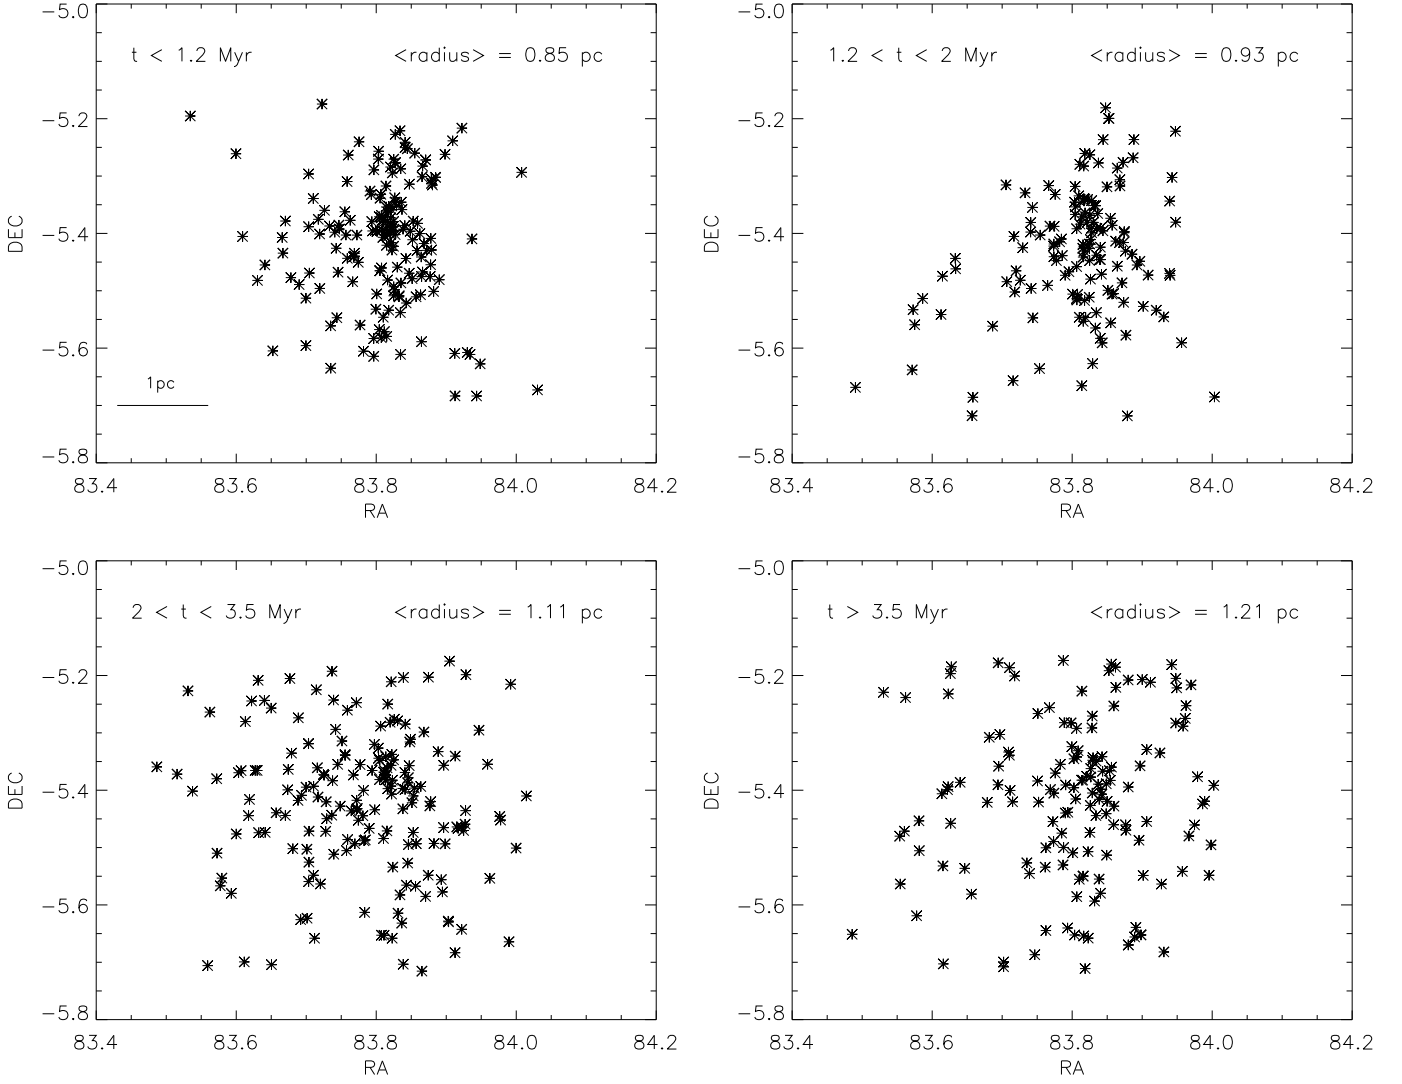 t < 1.2 Myr <radius> = 0.85 pc
−5.0
−5.2
−5.4
−5.6
−5.8
DEC
1pc
83.4 83.6 83.8 84.0 84.2
RA
1.2 < t < 2 Myr <radius> = 0.93 pc
−5.0
−5.2
−5.4
−5.6
−5.8
DEC
83.4 83.6 83.8 84.0 84.2
RA
2 < t < 3.5 Myr <radius> = 1.11 pc
−5.0
−5.2
−5.4
−5.6
−5.8
DEC
83.4 83.6 83.8 84.0 84.2
RA
t > 3.5 Myr <radius> = 1.21 pc
−5.0
−5.2
−5.4
−5.6
−5.8
DEC
83.4 83.6 83.8 84.0 84.2
RA